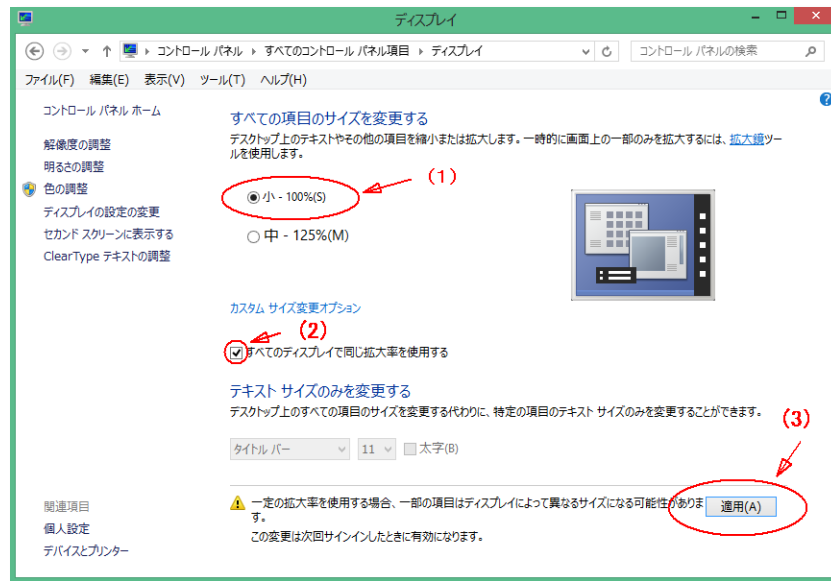 ディスプレイ
コントロール パネル ▸ すべてのコントロール パネル項目 ▸ ディスプレイ
コントロール パネルの検索
ファイル(F) 編集(E) 表示(V) ツール(T) ヘルプ(H)
コントロール パネル ホーム
解像度の調整
明るさの調整
色の調整
ディスプレイの設定の変更
セカンド スクリーンに表示する
ClearType テキストの調整
すべての項目のサイズを変更する
デスクトップ上のテキストやその他の項目を縮小または拡大します。一時的に画面上の一部のみを拡大するには、拡大鏡ツー
ルを使用します。
(1)
小 - 100%(S)
中 - 125%(M)
カスタム サイズ変更オプション
(2)
すべてのディスプレイで同じ拡大率を使用する
テキスト サイズのみを変更する
デスクトップ上のすべての項目のサイズを変更する代わりに、特定の項目のテキスト サイズのみを変更することができます。
(3)
タイトル バー 11 太字(B)
一定の拡大率を使用する場合、一部の項目はディスプレイによって異なるサイズになる可能性がありま
す。
この変更は次回サインインしたときに有効になります。
適用(A)
関連項目
個人設定
デバイスとプリンター